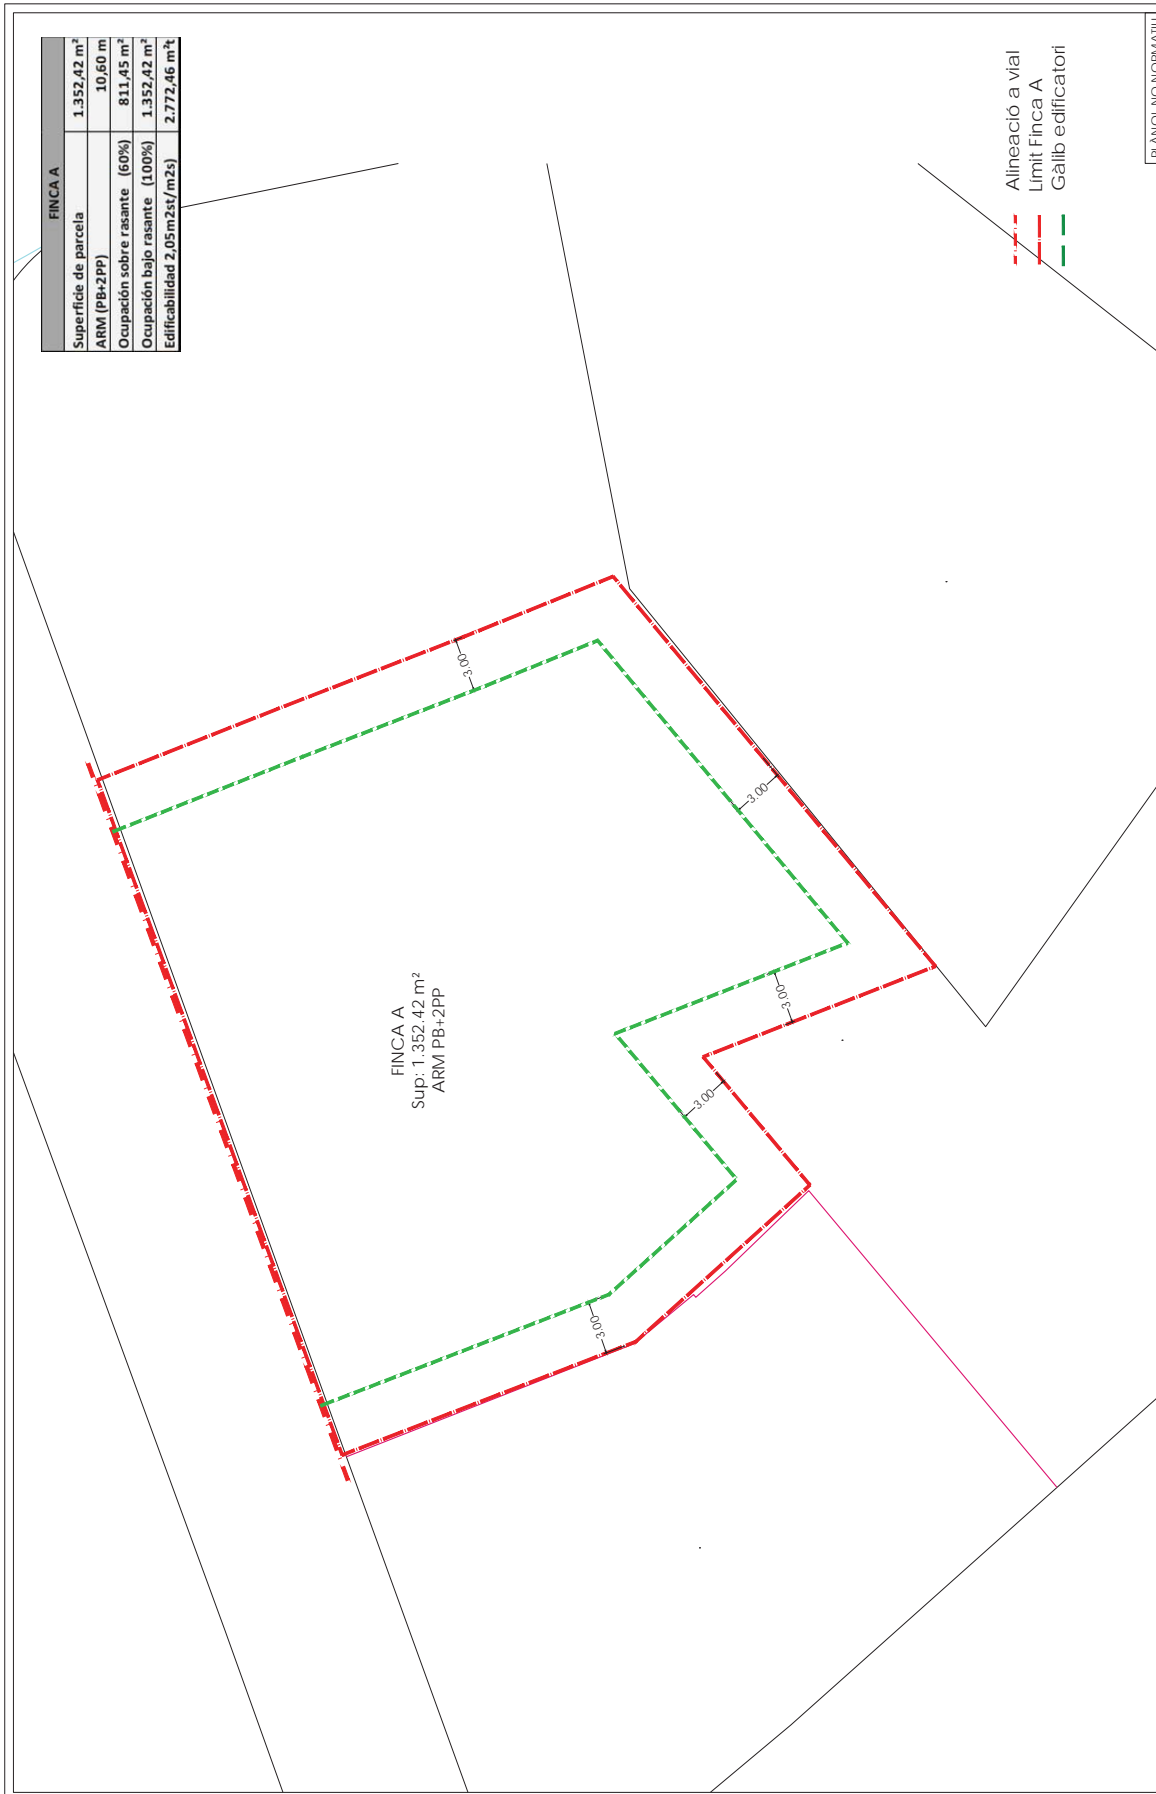 FINCA A
Superficie de parcela 1.352,42 m²
ARM (PB+2PP) 10,60 m
Ocupación sobre rasante (60%) 811,45 m²
Ocupación bajo rasante (100%) 1.352,42 m²
Edificabilidad 2,05m2st/m2s) 2.772,46 m²t
Alineació a vial
Límit Finca A
Gàlib edificatori
FINCA A
Sup: 1.352.42 m²
ARM PB+2PP
3.00
3.00
3.00
3.00
3.00
PLÀNOL NO NORMATIU